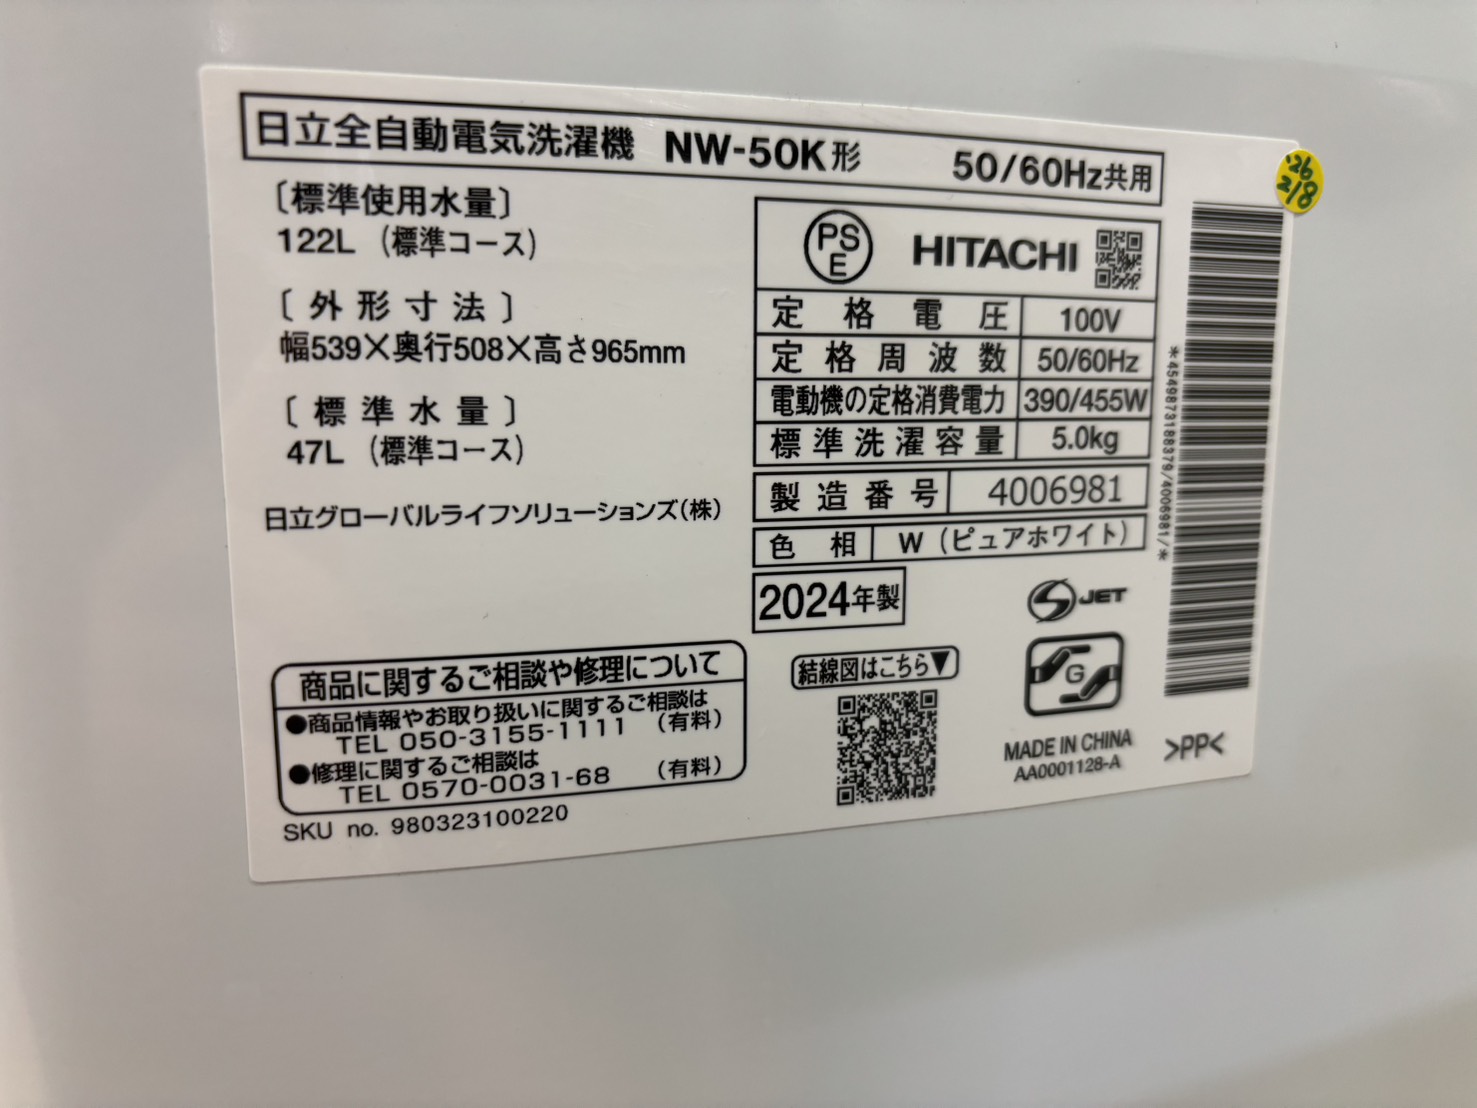 日立全自動電気洗濯機 NW-50K形 50/60Hz共用
'26
2/8
〔標準使用水量〕
122L （標準コース）
〔外形寸法〕
幅539×奥行508×高さ965mm
〔標準水量〕
47L （標準コース）
日立グローバルライフソリューションズ（株）
PS
E
HITACHI
定格電圧 100V
定格周波数 50/60Hz
電動機の定格消費電力 390/455W
標準洗濯容量 5.0kg
製造番号 4006981
色相 W（ピュアホワイト）
2024年製
*4549873188379/4006981/*
S JET
G
結線図はこちら▼
MADE IN CHINA
AA0001128-A
>PP<
商品に関するご相談や修理について
●商品情報やお取り扱いに関するご相談は
TEL 050-3155-1111 （有料）
●修理に関するご相談は
TEL 0570-0031-68 （有料）
SKU no. 980323100220